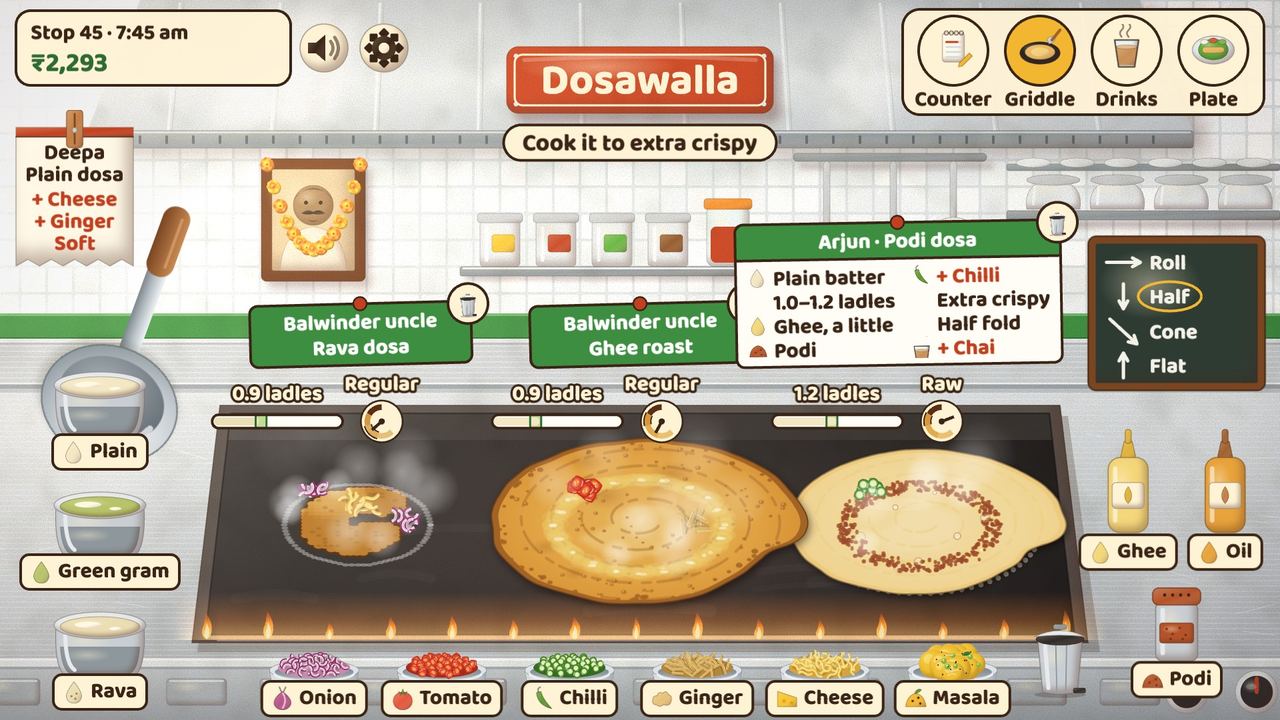 Stop 45 · 7:45 am
₹2,293
Dosawalla
Cook it to extra crispy
Counter
Griddle
Drinks
Plate
Deepa
Plain dosa
+ Cheese
+ Ginger
Soft
Balwinder uncle
Rava dosa
Balwinder uncle
Ghee roast
Arjun · Podi dosa
Plain batter
1.0–1.2 ladles
Ghee, a little
Podi
+ Chilli
Extra crispy
Half fold
+ Chai
Roll
Half
Cone
Flat
0.9 ladles
Regular
0.9 ladles
Regular
1.2 ladles
Raw
Plain
Green gram
Rava
Ghee
Oil
Podi
Onion
Tomato
Chilli
Ginger
Cheese
Masala